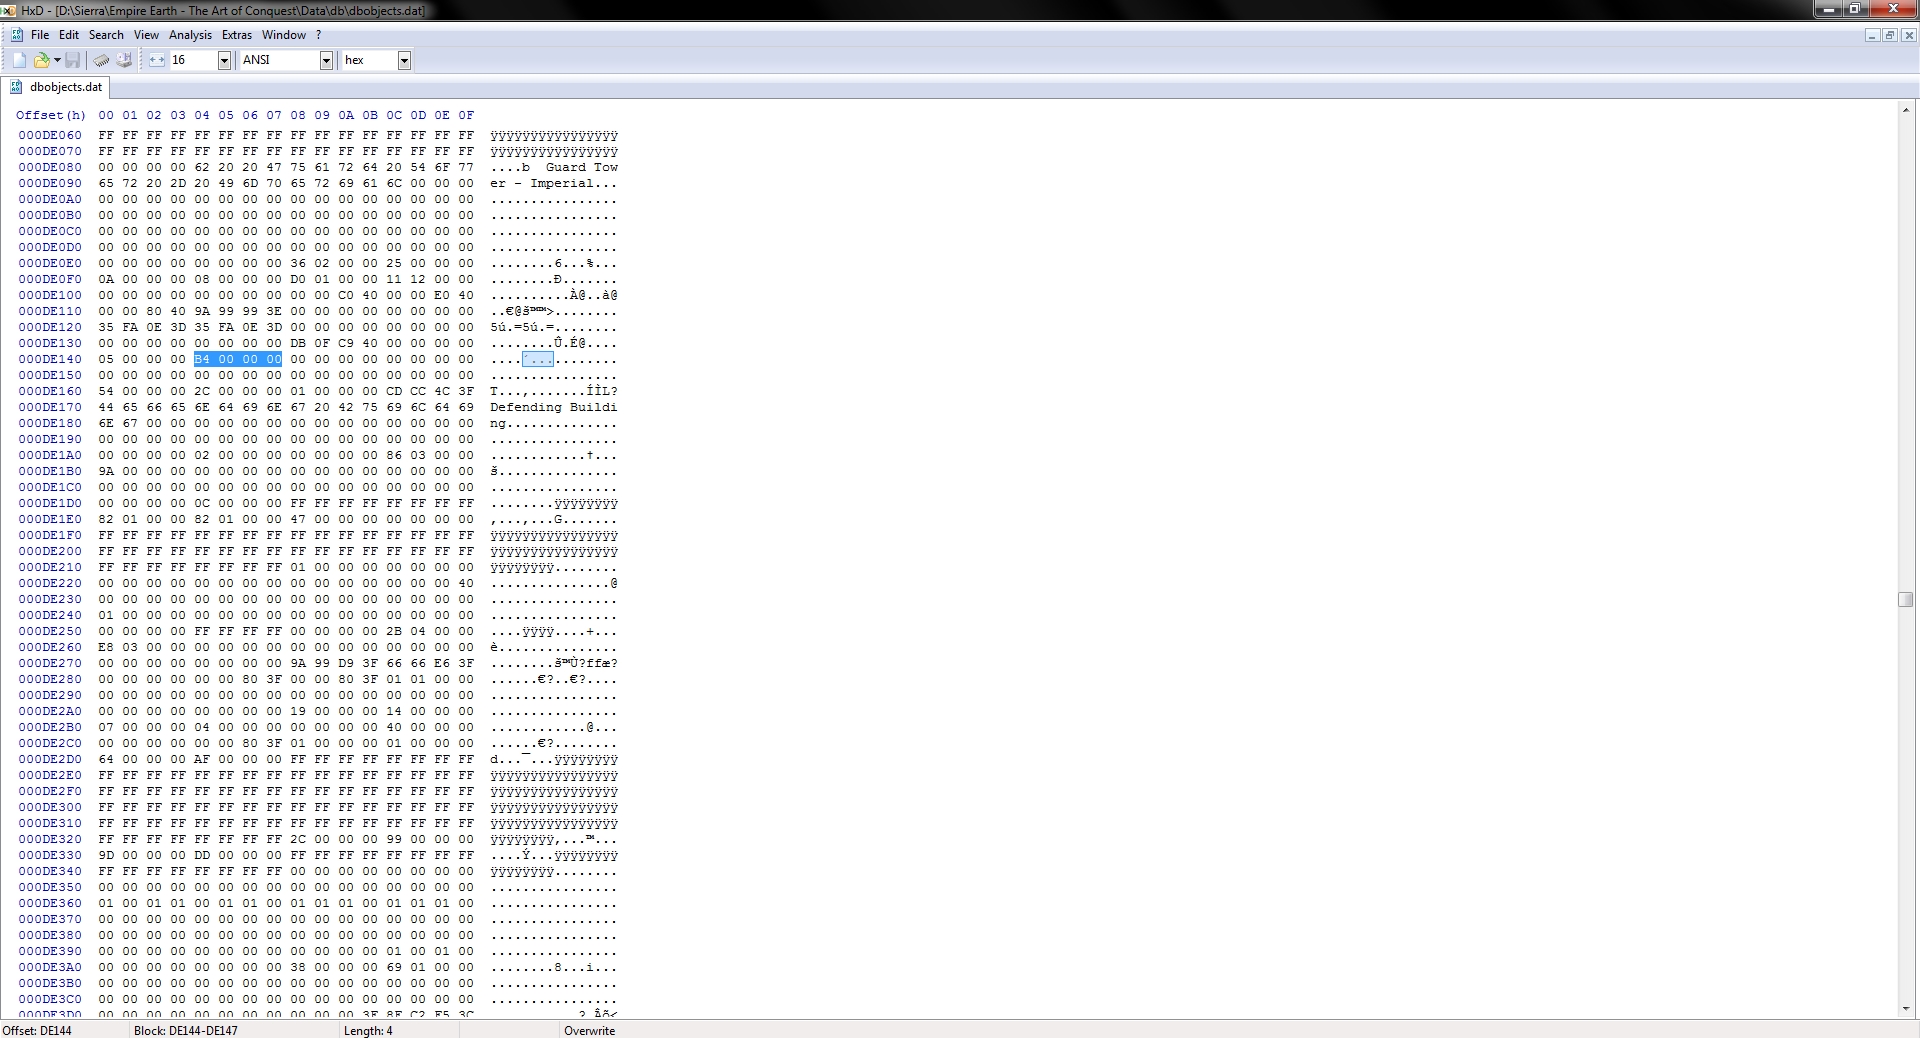 HxD - [D:\Sierra\Empire Earth - The Art of Conquest\Data\db\dbobjects.dat]
File Edit Search View Analysis Extras Window ?
16 ANSI hex
dbobjects.dat
Offset(h) 00 01 02 03 04 05 06 07 08 09 0A 0B 0C 0D 0E 0F
000DE060 FF FF FF FF FF FF FF FF FF FF FF FF FF FF FF FF ÿÿÿÿÿÿÿÿÿÿÿÿÿÿÿÿ
000DE070 FF FF FF FF FF FF FF FF FF FF FF FF FF FF FF FF ÿÿÿÿÿÿÿÿÿÿÿÿÿÿÿÿ
000DE080 00 00 00 00 62 20 20 47 75 61 72 64 20 54 6F 77 ....b  Guard Tow
000DE090 65 72 20 2D 20 49 6D 70 65 72 69 61 6C 00 00 00 er - Imperial...
000DE0A0 00 00 00 00 00 00 00 00 00 00 00 00 00 00 00 00 ................
000DE0B0 00 00 00 00 00 00 00 00 00 00 00 00 00 00 00 00 ................
000DE0C0 00 00 00 00 00 00 00 00 00 00 00 00 00 00 00 00 ................
000DE0D0 00 00 00 00 00 00 00 00 00 00 00 00 00 00 00 00 ................
000DE0E0 00 00 00 00 00 00 00 00 36 02 00 00 25 00 00 00 ........6...%...
000DE0F0 0A 00 00 00 08 00 00 00 D0 01 00 00 11 12 00 00 ........Ð.......
000DE100 00 00 00 00 00 00 00 00 00 00 C0 40 00 00 E0 40 ..........À@..à@
000DE110 00 00 80 40 9A 99 99 3E 00 00 00 00 00 00 00 00 ..€@š™™>........
000DE120 35 FA 0E 3D 35 FA 0E 3D 00 00 00 00 00 00 00 00 5ú.=5ú.=........
000DE130 00 00 00 00 00 00 00 00 DB 0F C9 40 00 00 00 00 ........Û.É@....
000DE140 05 00 00 00 B4 00 00 00 00 00 00 00 00 00 00 00 ....´...........
000DE150 00 00 00 00 00 00 00 00 00 00 00 00 00 00 00 00 ................
000DE160 54 00 00 00 2C 00 00 00 01 00 00 00 CD CC 4C 3F T...,.......ÍÌL?
000DE170 44 65 66 65 6E 64 69 6E 67 20 42 75 69 6C 64 69 Defending Buildi
000DE180 6E 67 00 00 00 00 00 00 00 00 00 00 00 00 00 00 ng..............
000DE190 00 00 00 00 00 00 00 00 00 00 00 00 00 00 00 00 ................
000DE1A0 00 00 00 00 02 00 00 00 00 00 00 00 86 03 00 00 ............†...
000DE1B0 9A 00 00 00 00 00 00 00 00 00 00 00 00 00 00 00 š...............
000DE1C0 00 00 00 00 00 00 00 00 00 00 00 00 00 00 00 00 ................
000DE1D0 00 00 00 00 0C 00 00 00 FF FF FF FF FF FF FF FF ........ÿÿÿÿÿÿÿÿ
000DE1E0 82 01 00 00 82 01 00 00 47 00 00 00 00 00 00 00 ‚...‚...G.......
000DE1F0 FF FF FF FF FF FF FF FF FF FF FF FF FF FF FF FF ÿÿÿÿÿÿÿÿÿÿÿÿÿÿÿÿ
000DE200 FF FF FF FF FF FF FF FF FF FF FF FF FF FF FF FF ÿÿÿÿÿÿÿÿÿÿÿÿÿÿÿÿ
000DE210 FF FF FF FF FF FF FF FF 01 00 00 00 00 00 00 00 ÿÿÿÿÿÿÿÿ........
000DE220 00 00 00 00 00 00 00 00 00 00 00 00 00 00 00 40 ...............@
000DE230 00 00 00 00 00 00 00 00 00 00 00 00 00 00 00 00 ................
000DE240 01 00 00 00 00 00 00 00 00 00 00 00 00 00 00 00 ................
000DE250 00 00 00 00 FF FF FF FF 00 00 00 00 2B 04 00 00 ....ÿÿÿÿ....+...
000DE260 E8 03 00 00 00 00 00 00 00 00 00 00 00 00 00 00 è...............
000DE270 00 00 00 00 00 00 00 00 9A 99 D9 3F 66 66 E6 3F ........š™Ù?ffæ?
000DE280 00 00 00 00 00 00 80 3F 00 00 80 3F 01 01 00 00 ......€?..€?....
000DE290 00 00 00 00 00 00 00 00 00 00 00 00 00 00 00 00 ................
000DE2A0 00 00 00 00 00 00 00 00 19 00 00 00 14 00 00 00 ................
000DE2B0 07 00 00 00 04 00 00 00 00 00 00 00 40 00 00 00 ............@...
000DE2C0 00 00 00 00 00 00 80 3F 01 00 00 00 01 00 00 00 ......€?........
000DE2D0 64 00 00 00 AF 00 00 00 FF FF FF FF FF FF FF FF d...¯...ÿÿÿÿÿÿÿÿ
000DE2E0 FF FF FF FF FF FF FF FF FF FF FF FF FF FF FF FF ÿÿÿÿÿÿÿÿÿÿÿÿÿÿÿÿ
000DE2F0 FF FF FF FF FF FF FF FF FF FF FF FF FF FF FF FF ÿÿÿÿÿÿÿÿÿÿÿÿÿÿÿÿ
000DE300 FF FF FF FF FF FF FF FF FF FF FF FF FF FF FF FF ÿÿÿÿÿÿÿÿÿÿÿÿÿÿÿÿ
000DE310 FF FF FF FF FF FF FF FF FF FF FF FF FF FF FF FF ÿÿÿÿÿÿÿÿÿÿÿÿÿÿÿÿ
000DE320 FF FF FF FF FF FF FF FF 2C 00 00 00 99 00 00 00 ÿÿÿÿÿÿÿÿ,...™...
000DE330 9D 00 00 00 DD 00 00 00 FF FF FF FF FF FF FF FF ....Ý...ÿÿÿÿÿÿÿÿ
000DE340 FF FF FF FF FF FF FF FF 00 00 00 00 00 00 00 00 ÿÿÿÿÿÿÿÿ........
000DE350 00 00 00 00 00 00 00 00 00 00 00 00 00 00 00 00 ................
000DE360 01 00 01 01 00 01 01 00 01 01 01 00 01 01 01 00 ................
000DE370 00 00 00 00 00 00 00 00 00 00 00 00 00 00 00 00 ................
000DE380 00 00 00 00 00 00 00 00 00 00 00 00 00 00 00 00 ................
000DE390 00 00 00 00 00 00 00 00 00 00 00 00 01 00 01 00 ................
000DE3A0 00 00 00 00 00 00 00 00 38 00 00 00 69 01 00 00 ........8...i...
000DE3B0 00 00 00 00 00 00 00 00 00 00 00 00 00 00 00 00 ................
000DE3C0 00 00 00 00 00 00 00 00 00 00 00 00 00 00 00 00 ................
000DE3D0 00 00 00 00 00 00 00 00 00 00 00
Offset: DE144 Block: DE144-DE147 Length: 4 Overwrite